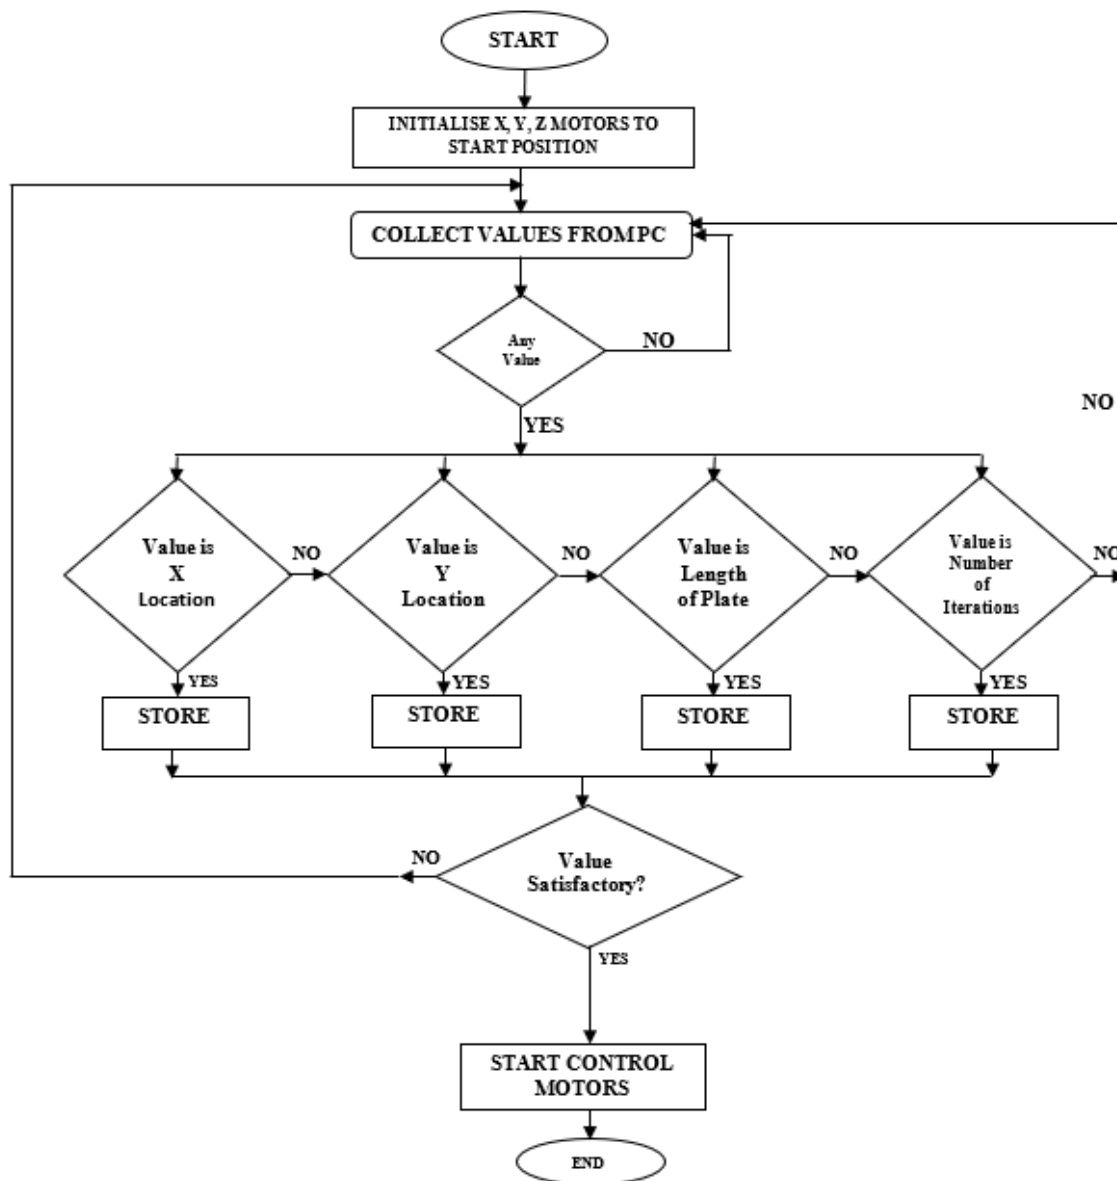 START
INITIALISE X, Y, Z MOTORS TO
START POSITION
COLLECT VALUES FROM PC
Any
Value
NO
YES
NO
Value is
X
Location
NO
Value is
Y
Location
NO
Value is
Length
of Plate
NO
Value is
Number
of
Iterations
NO
YES
YES
YES
YES
STORE
STORE
STORE
STORE
NO
Value
Satisfactory?
YES
START CONTROL
MOTORS
END